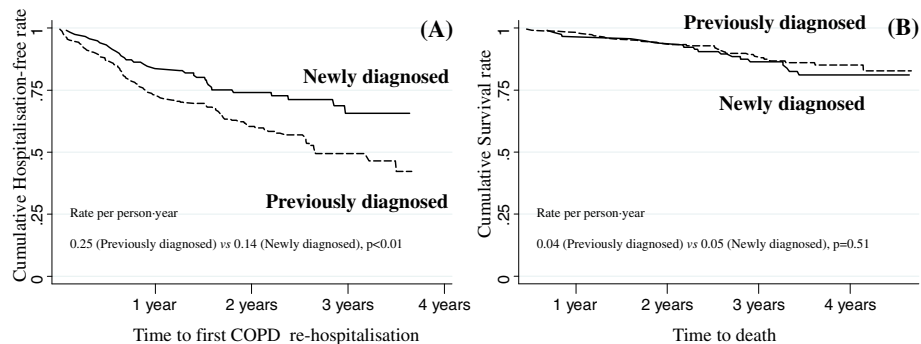 (A)
Cumulative Hospitalisation-free rate
1
.75
.5
.25
0
Newly diagnosed
Previously diagnosed
Rate per person-year
0.25 (Previously diagnosed) vs 0.14 (Newly diagnosed), p<0.01
1 year
2 years
3 years
4 years
Time to first COPD re-hospitalisation
(B)
Cumulative Survival rate
1
.75
.5
.25
0
Previously diagnosed
Newly diagnosed
Rate per person-year
0.04 (Previously diagnosed) vs 0.05 (Newly diagnosed), p=0.51
1 year
2 years
3 years
4 years
Time to death